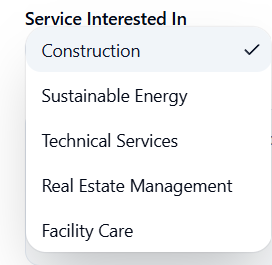 Service Interested In
Construction
Sustainable Energy
Technical Services
Real Estate Management
Facility Care